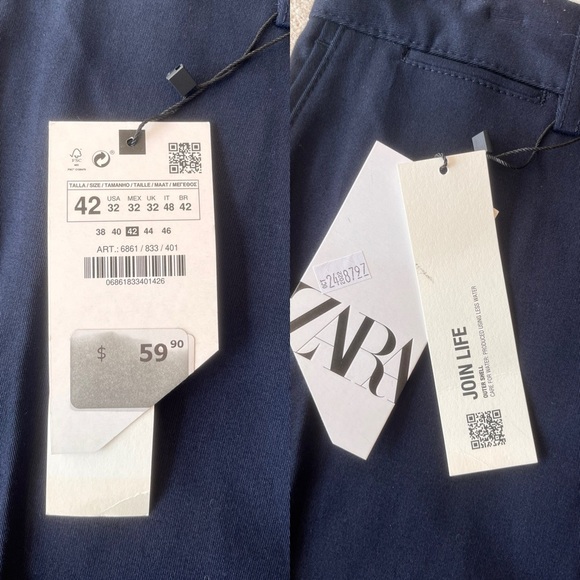 TALLA / SIZE / TAMANHO / TAILLE / MAAT / ΜΕΓΕΘΟΣ
42 USA 32 MEX 32 UK 32 IT 48 BR 42
38 40 42 44 46
ART.: 6861 / 833 / 401
06861833401426
$ 59 90
ZARA
JOIN LIFE
OUTER SHELL
CARE FOR WATER: PRODUCED USING LESS WATER